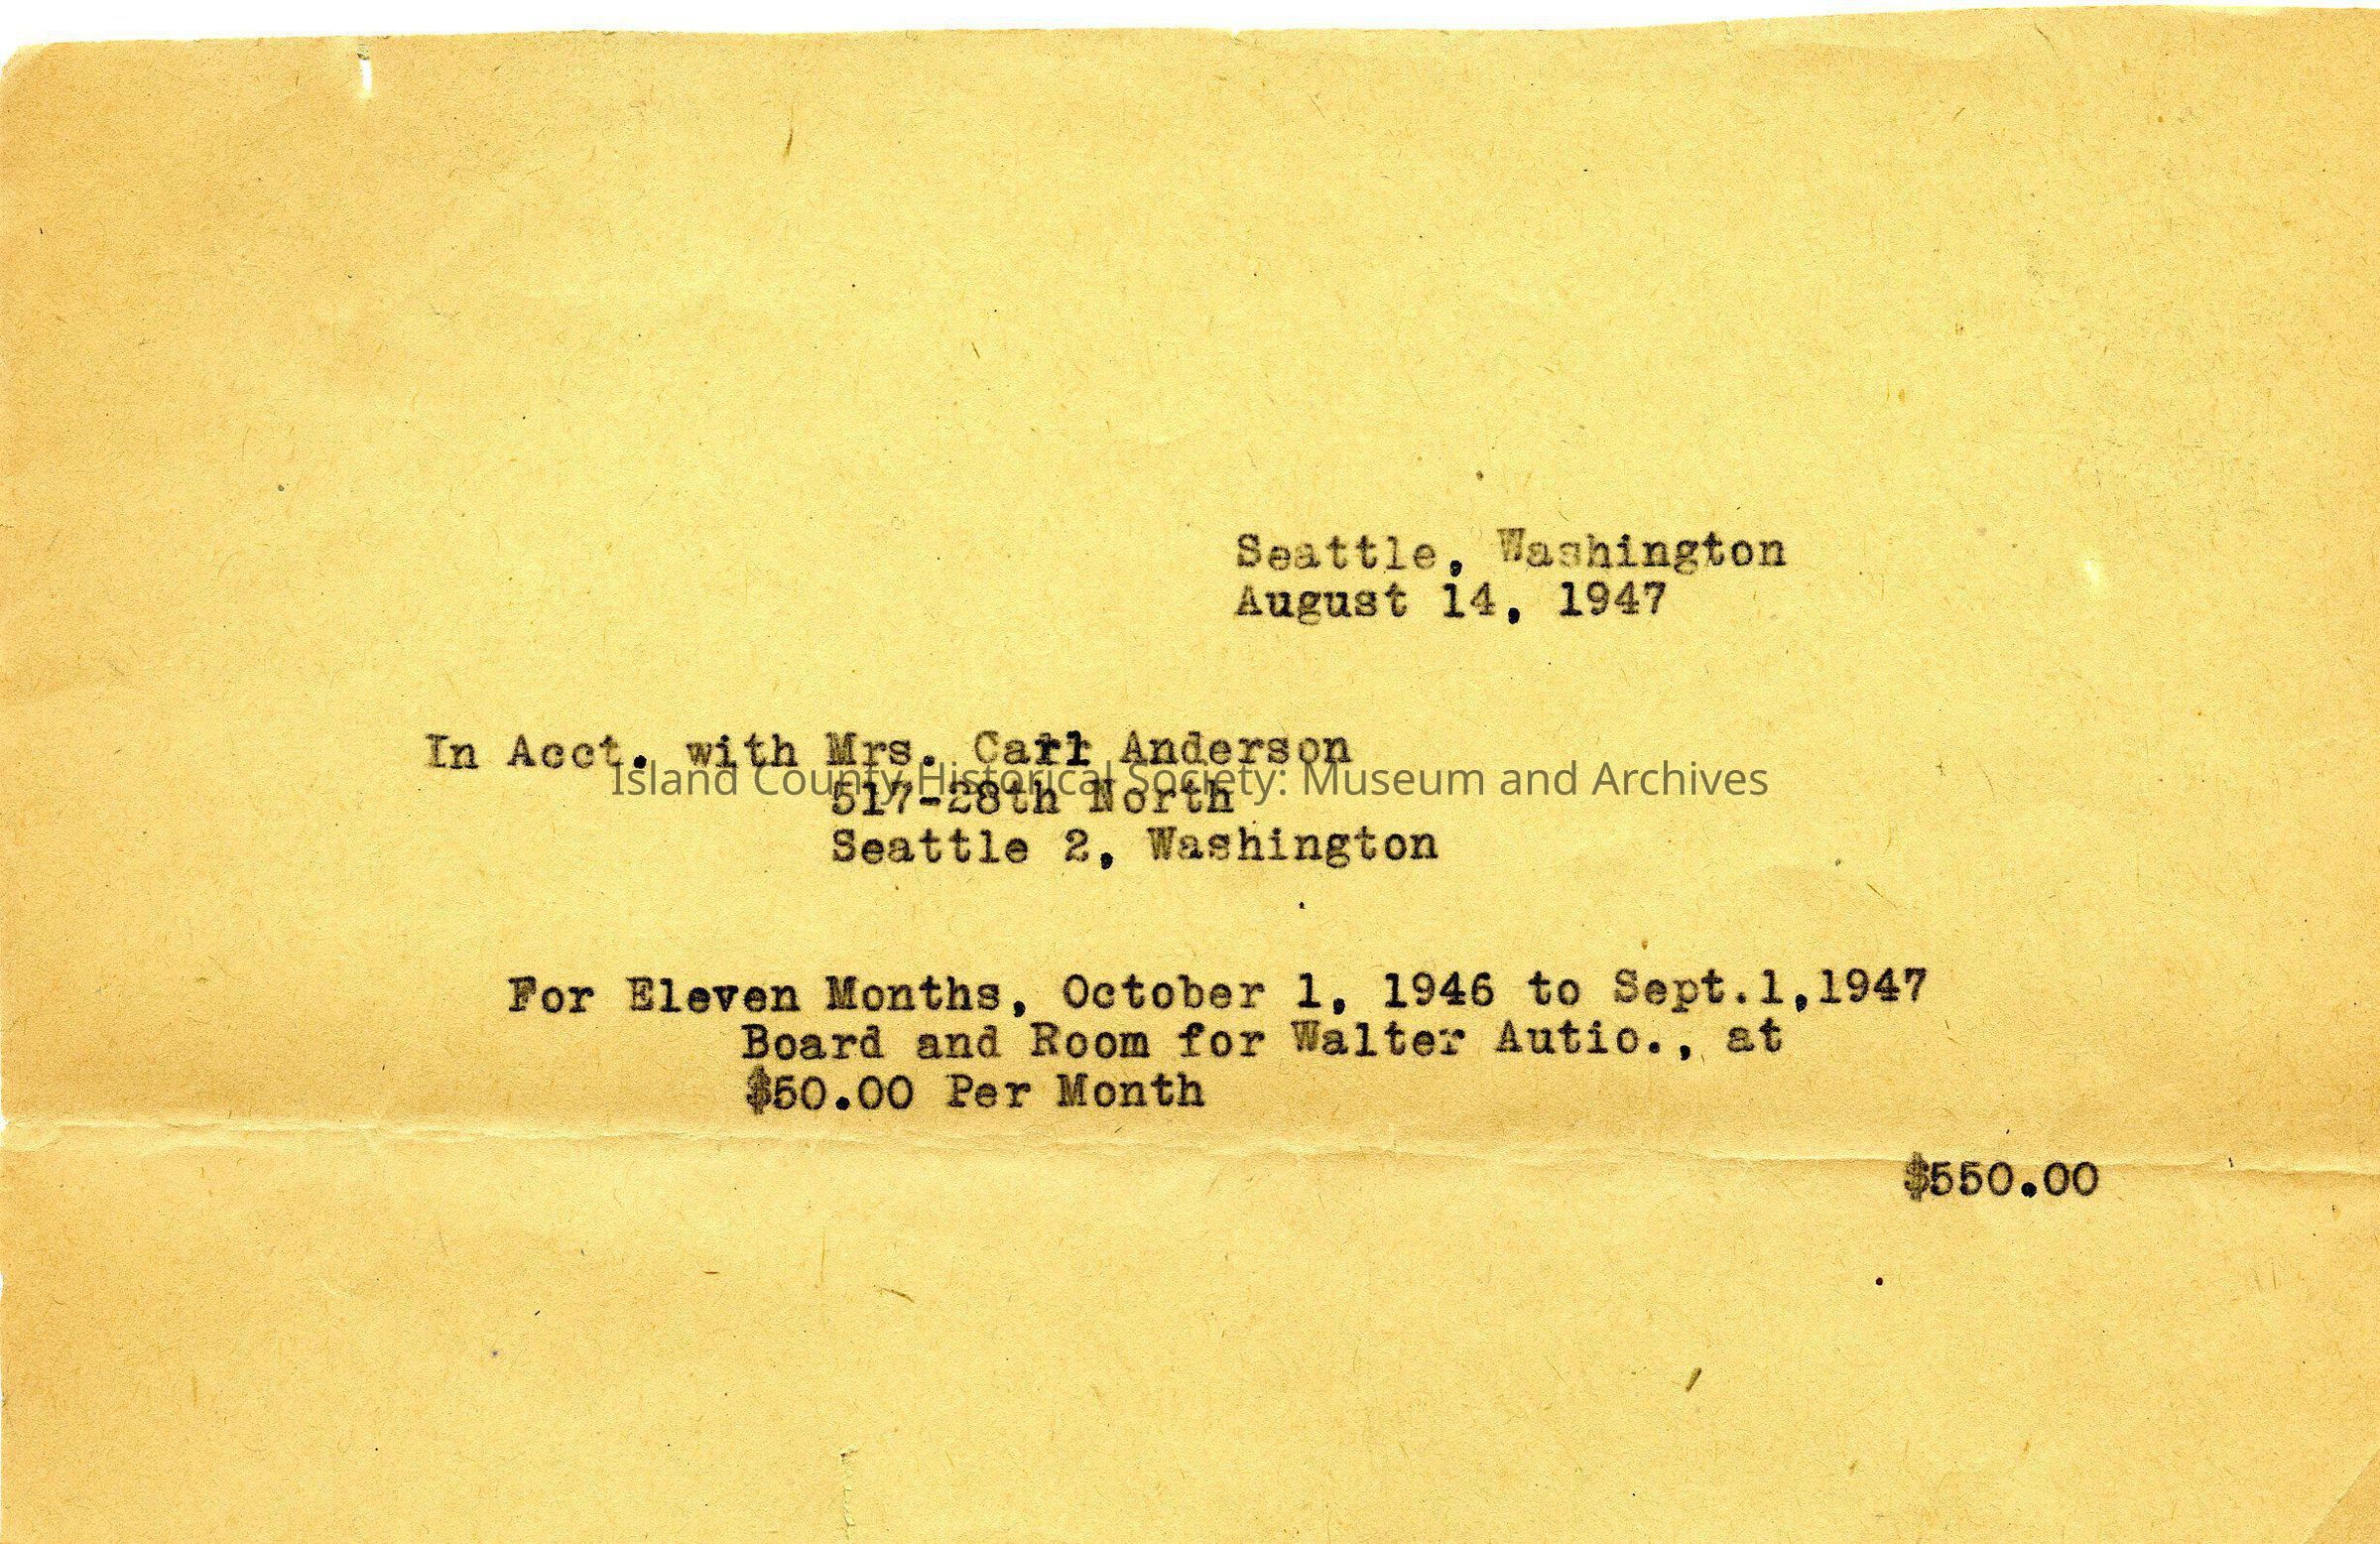 Seattle, Washington
August 14, 1947
In Acct. with Mrs. Carl Anderson
Island County Historical Society: Museum and Archives
517-28th North
Seattle 2, Washington
For Eleven Months, October 1, 1946 to Sept.1,1947
Board and Room for Walter Autio., at
$50.00 Per Month
$550.00